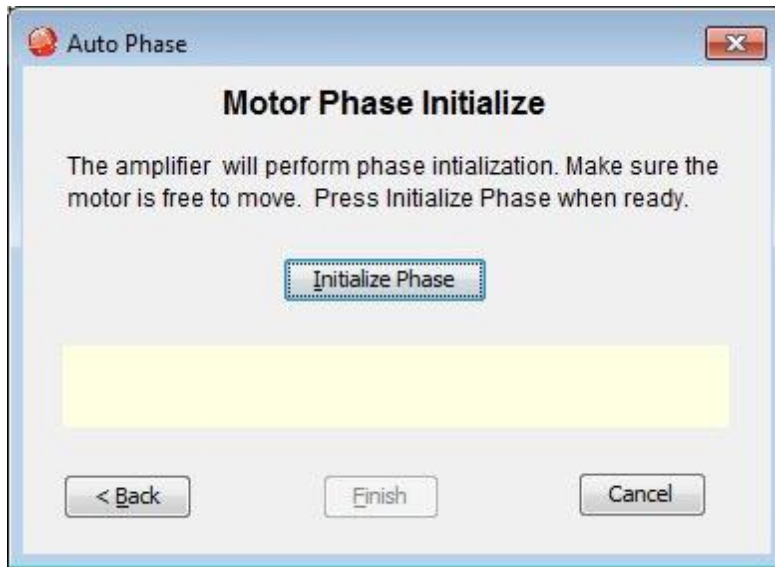 Auto Phase
Motor Phase Initialize
The amplifier will perform phase intialization. Make sure the
motor is free to move. Press Initialize Phase when ready.
Initialize Phase
< Back
Finish
Cancel